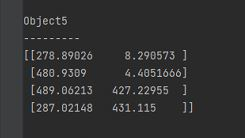 Object5
---------
[[278.89026    8.290573 ]
 [480.9309     4.4051666]
 [489.06213  427.22955  ]
 [287.02148  431.115    ]]